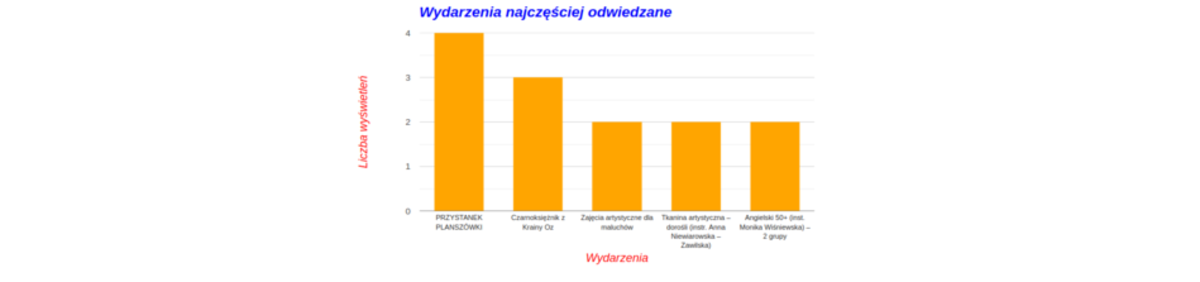 Wydarzenia najczęściej odwiedzane
Liczba wyświetleń
4
3
2
1
0
PRZYSTANEK
PLANSZÓWKI
Czarnoksiężnik z
Krainy Oz
Zajęcia artystyczne dla
maluchów
Tkanina artystyczna –
dorośli (instr. Anna
Niewiarowska –
Zawilska)
Angielski 50+ (inst.
Monika Wiśniewska) –
2 grupy
Wydarzenia